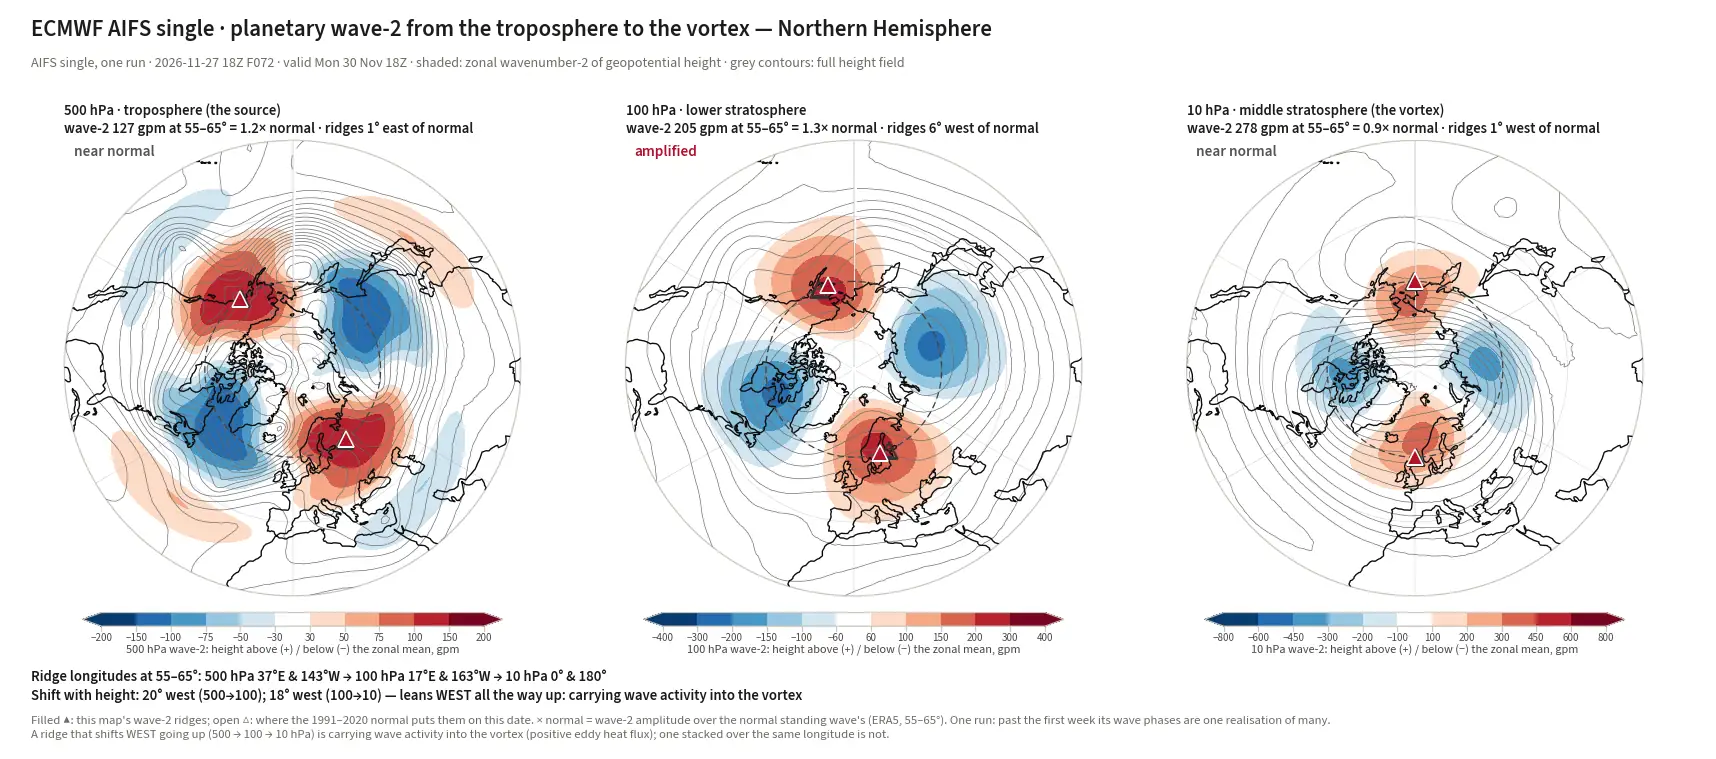 ECMWF AIFS single · planetary wave-2 from the troposphere to the vortex — Northern Hemisphere
AIFS single, one run · 2026-11-27 18Z F072 · valid Mon 30 Nov 18Z · shaded: zonal wavenumber-2 of geopotential height · grey contours: full height field
500 hPa · troposphere (the source)
wave-2 127 gpm at 55–65° = 1.2× normal · ridges 1° east of normal
near normal
100 hPa · lower stratosphere
wave-2 205 gpm at 55–65° = 1.3× normal · ridges 6° west of normal
amplified
10 hPa · middle stratosphere (the vortex)
wave-2 278 gpm at 55–65° = 0.9× normal · ridges 1° west of normal
near normal
−200 −150 −100 −75 −50 −30 30 50 75 100 150 200
500 hPa wave-2: height above (+) / below (−) the zonal mean, gpm
−400 −300 −200 −150 −100 −60 60 100 150 200 300 400
100 hPa wave-2: height above (+) / below (−) the zonal mean, gpm
−800 −600 −450 −300 −200 −100 100 200 300 450 600 800
10 hPa wave-2: height above (+) / below (−) the zonal mean, gpm
Ridge longitudes at 55–65°: 500 hPa 37°E & 143°W → 100 hPa 17°E & 163°W → 10 hPa 0° & 180°
Shift with height: 20° west (500→100); 18° west (100→10) — leans WEST all the way up: carrying wave activity into the vortex
Filled ▲: this map's wave-2 ridges; open △: where the 1991–2020 normal puts them on this date. × normal = wave-2 amplitude over the normal standing wave's (ERA5, 55–65°). One run: past the first week its wave phases are one realisation of many.
A ridge that shifts WEST going up (500 → 100 → 10 hPa) is carrying wave activity into the vortex (positive eddy heat flux); one stacked over the same longitude is not.